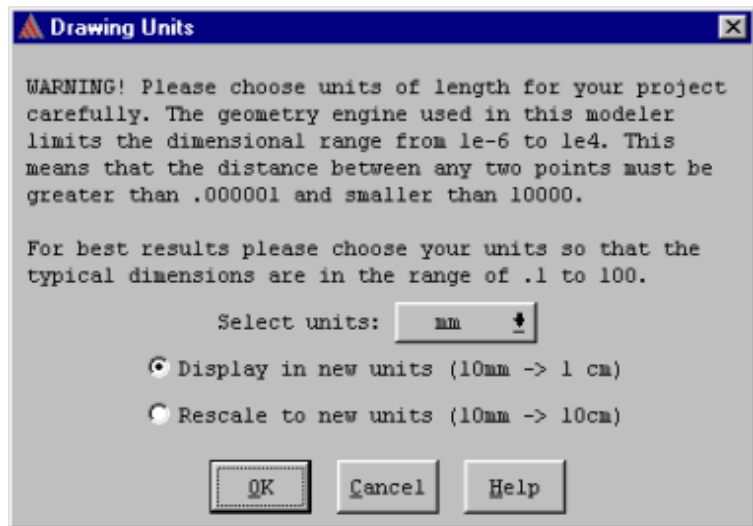 Drawing Units
WARNING! Please choose units of length for your project
carefully. The geometry engine used in this modeler
limits the dimensional range from 1e-6 to 1e4. This
means that the distance between any two points must be
greater than .000001 and smaller than 10000.
For best results please choose your units so that the
typical dimensions are in the range of .1 to 100.
Select units: mm
Display in new units (10mm -> 1 cm)
Rescale to new units (10mm -> 10cm)
OK Cancel Help